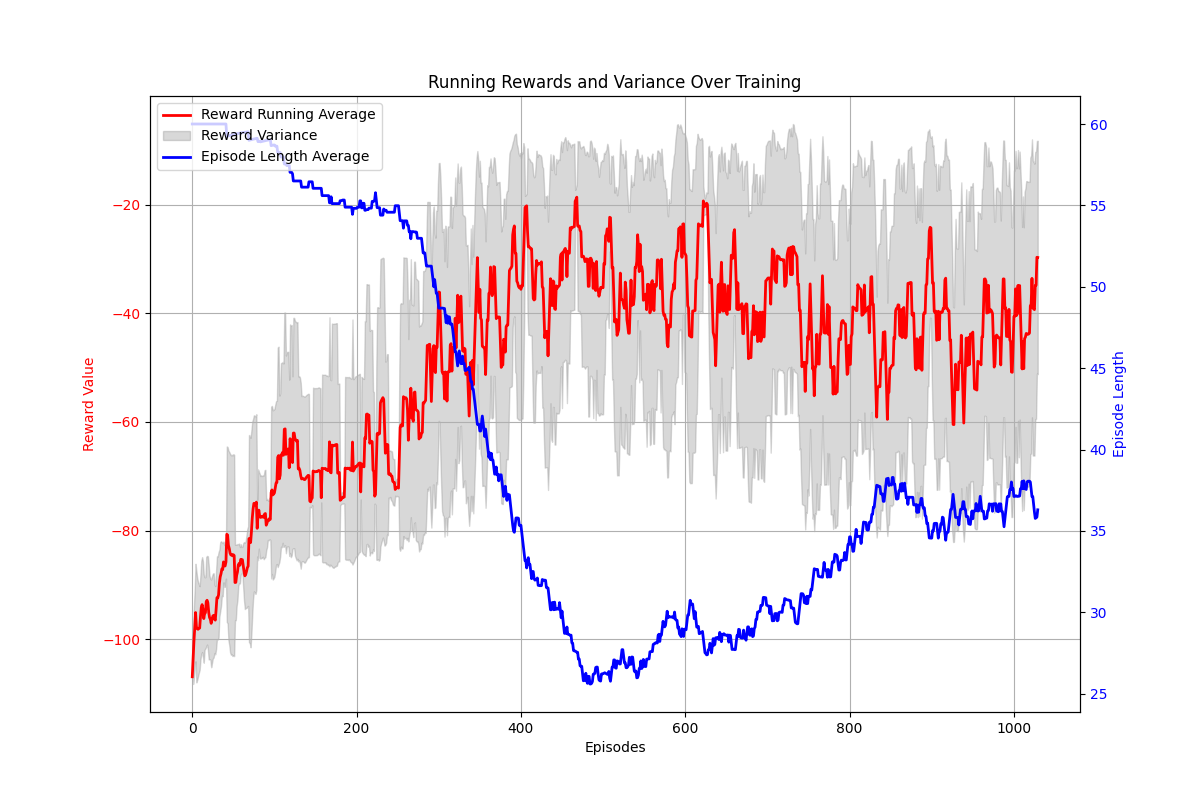 Running Rewards and Variance Over Training
Reward Running Average
Reward Variance
Episode Length Average
−20
−40
−60
−80
−100
Reward Value
60
55
50
45
40
35
30
25
Episode Length
0 200 400 600 800 1000
Episodes